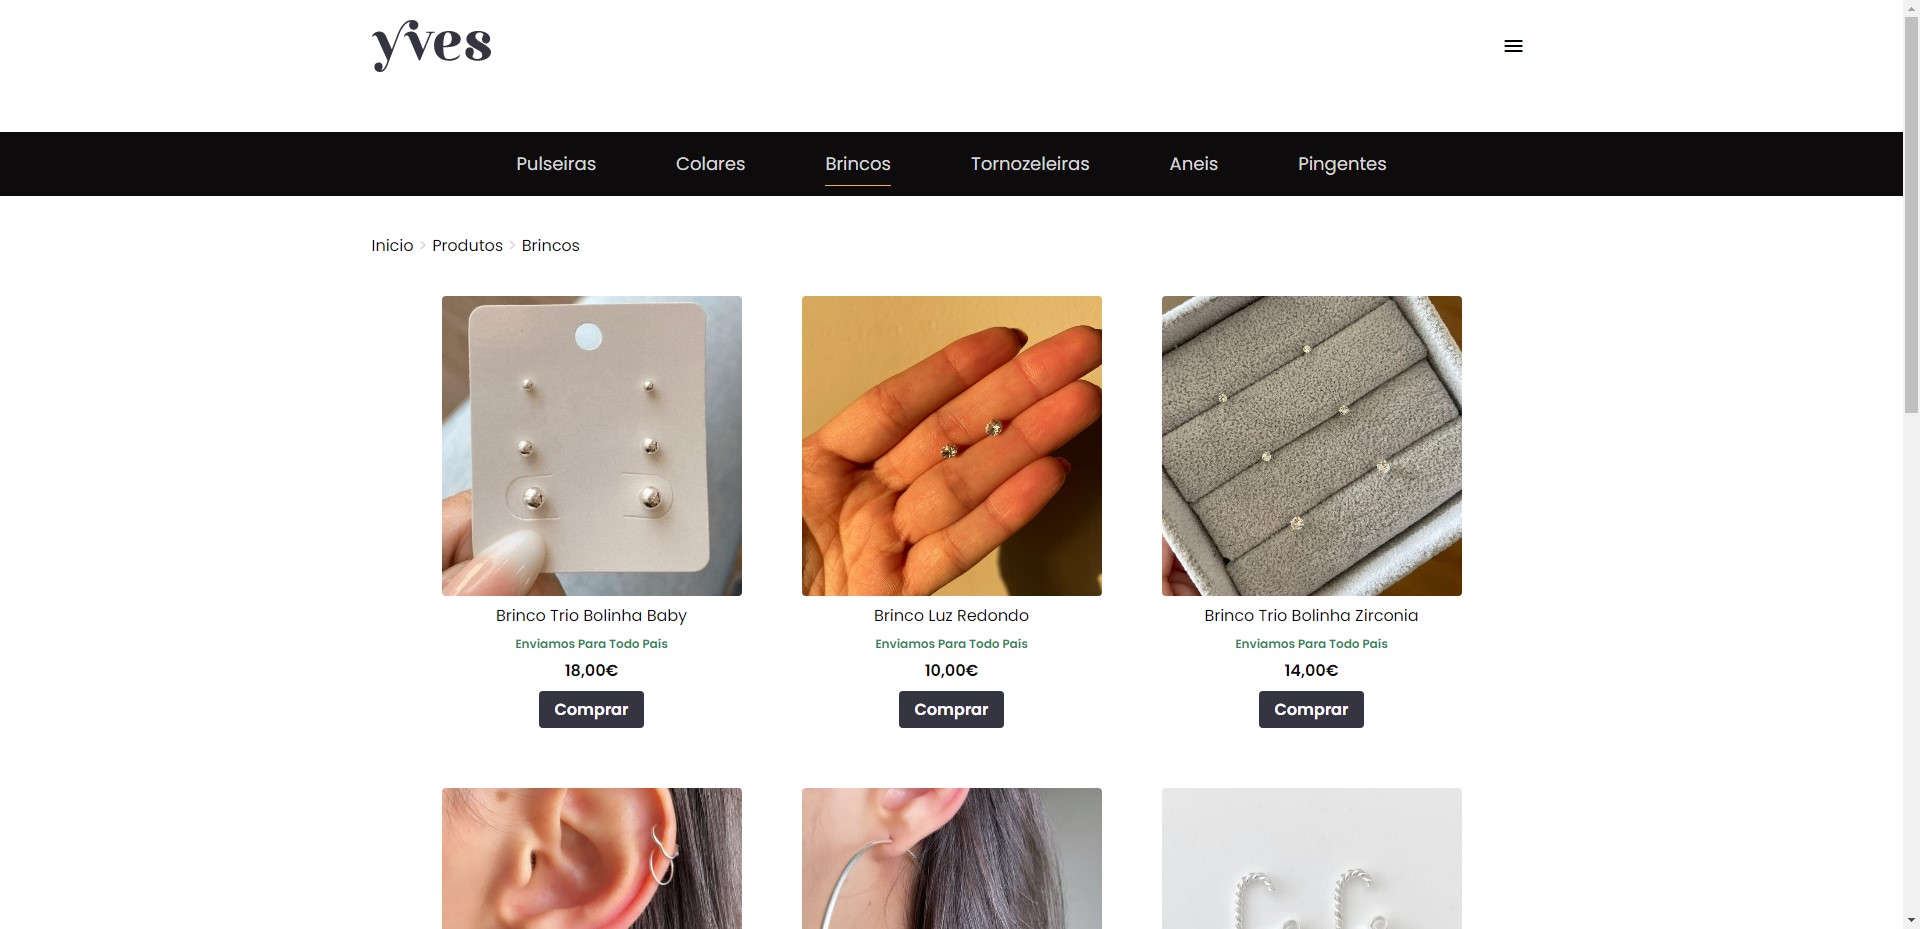 yves
Pulseiras Colares Brincos Tornozeleiras Aneis Pingentes
Inicio > Produtos > Brincos
Brinco Trio Bolinha Baby
Enviamos Para Todo País
18,00€
Comprar
Brinco Luz Redondo
Enviamos Para Todo País
10,00€
Comprar
Brinco Trio Bolinha Zirconia
Enviamos Para Todo País
14,00€
Comprar